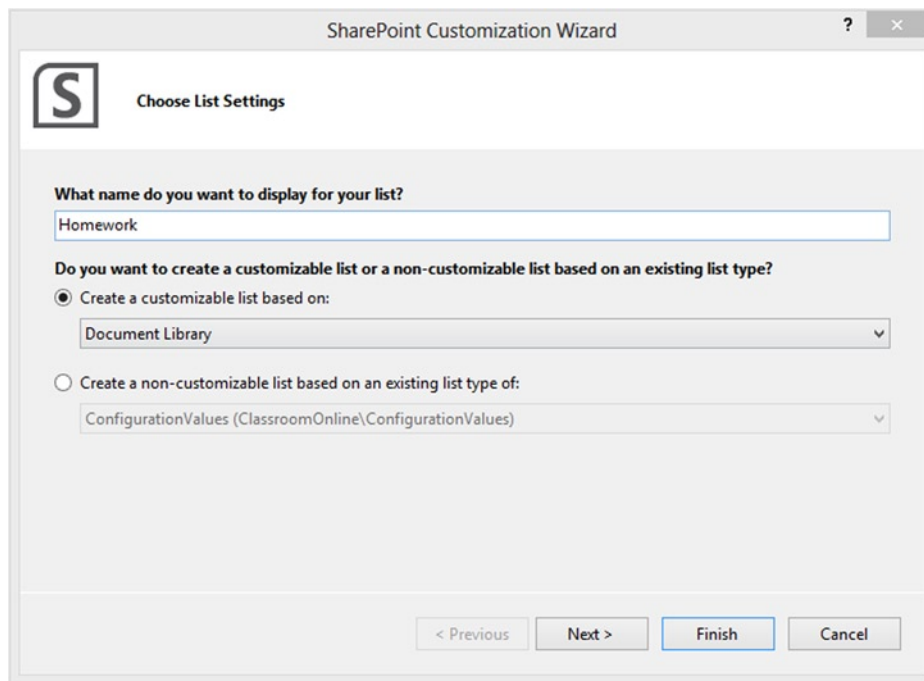 SharePoint Customization Wizard
?
S
Choose List Settings
What name do you want to display for your list?
Homework
Do you want to create a customizable list or a non-customizable list based on an existing list type?
Create a customizable list based on:
Document Library
Create a non-customizable list based on an existing list type of:
ConfigurationValues (ClassroomOnline\ConfigurationValues)
< Previous Next > Finish Cancel